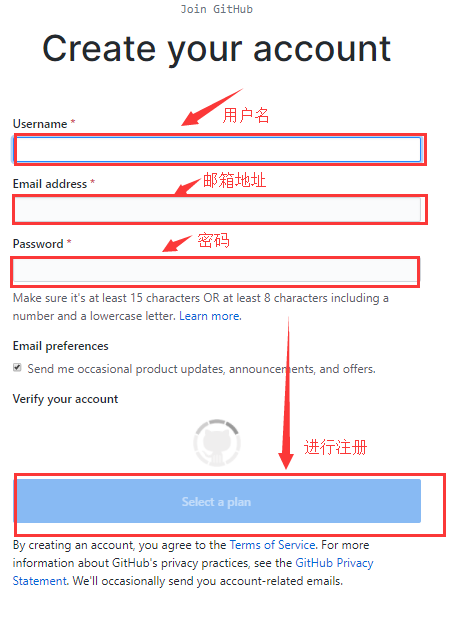 Join GitHub
Create your account
Username *
用户名
Email address *
邮箱地址
Password *
密码
Make sure it's at least 15 characters OR at least 8 characters including a
number and a lowercase letter. Learn more.
Email preferences
Send me occasional product updates, announcements, and offers.
Verify your account
进行注册
Select a plan
By creating an account, you agree to the Terms of Service. For more
information about GitHub's privacy practices, see the GitHub Privacy
Statement. We'll occasionally send you account-related emails.